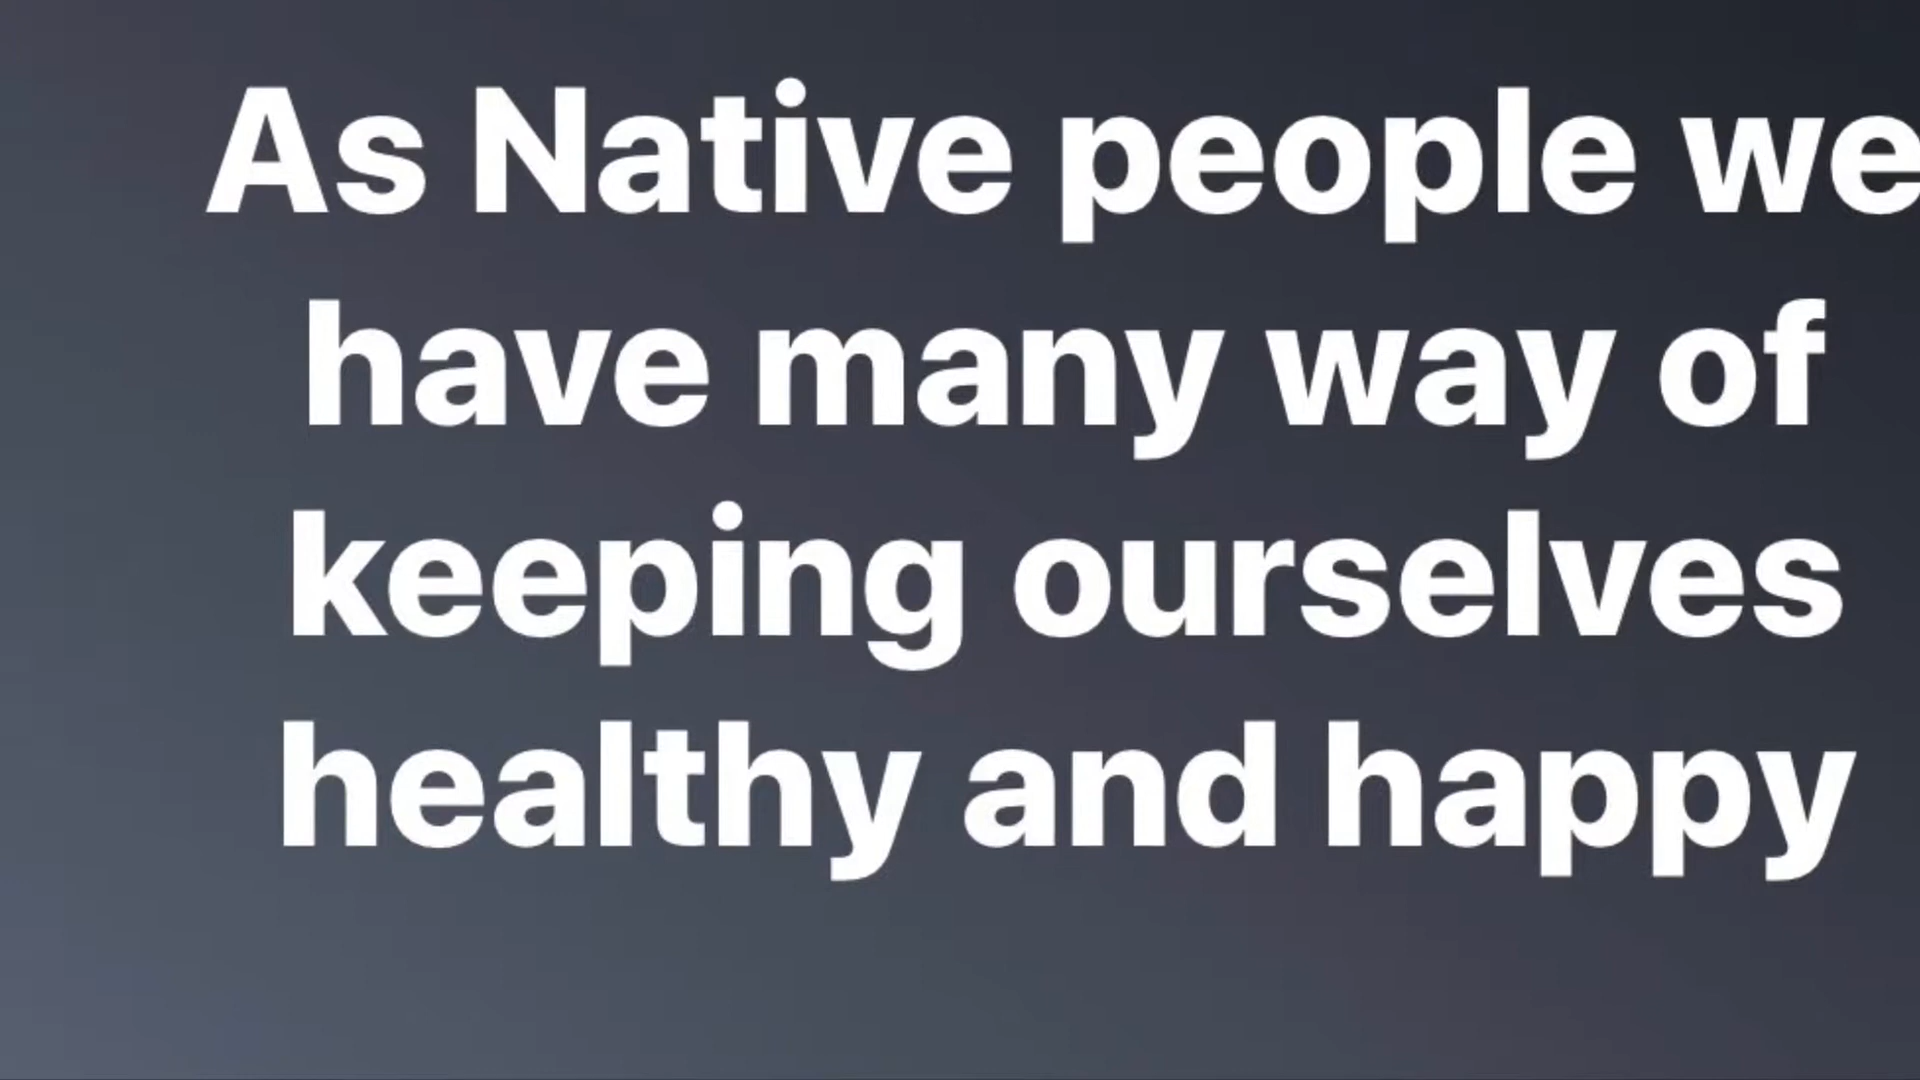 As Native people we
have many way of
keeping ourselves
healthy and happy